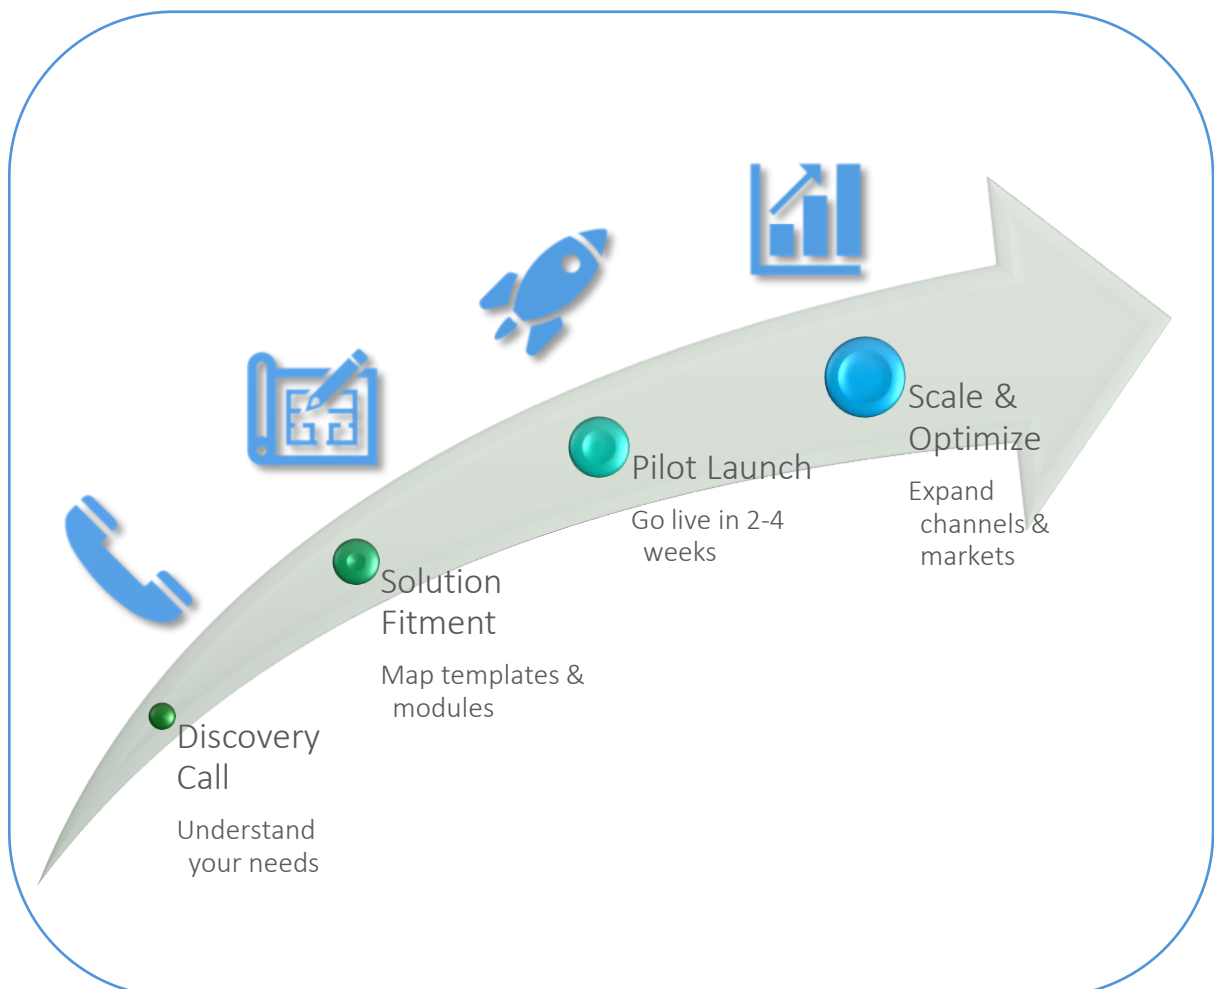 Discovery
Call
Understand
your needs
Solution
Fitment
Map templates &
modules
Pilot Launch
Go live in 2-4
weeks
Scale &
Optimize
Expand
channels &
markets